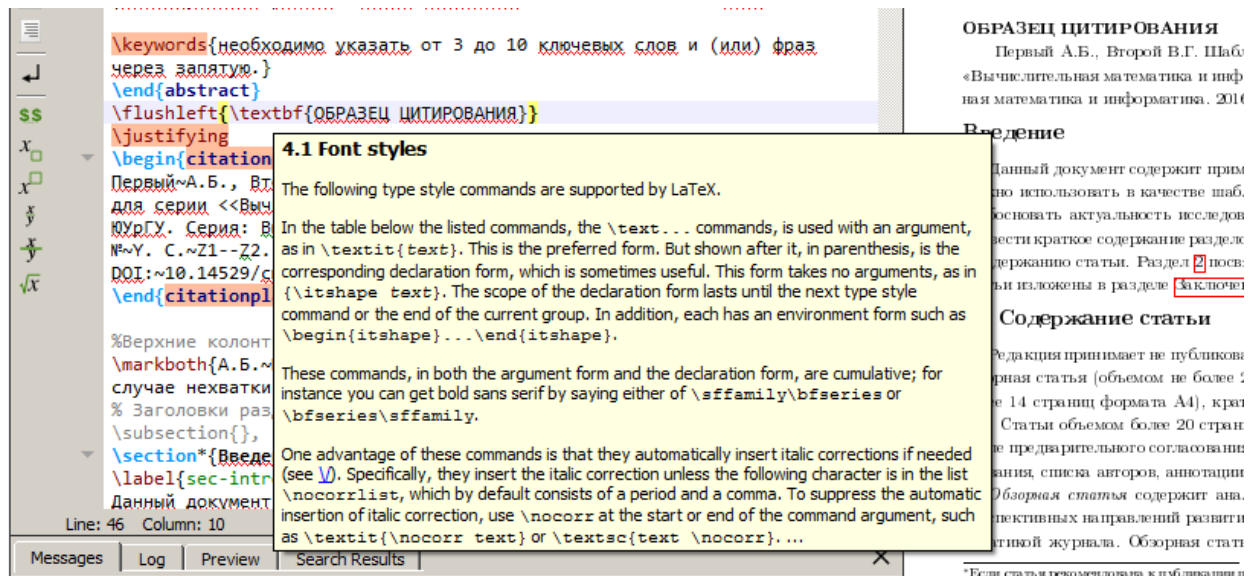 \keywords{необходимо указать от 3 до 10 ключевых слов и (или) фраз
через запятую.}
\end{abstract}
\flushleft{\textbf{ОБРАЗЕЦ ЦИТИРОВАНИЯ}}
\justifying
\begin{citation
Первый~А.Б., Вт
для серии <<Выч
ЮУрГУ. Серия: В
№~Y. С.~Z1--Z2.
DOI:~10.14529/c
\end{citationpl
%Верхние колонт
\markboth{А.Б.~
случае нехватки
% Заголовки раз
\subsection{},
\section*{Введе
\label{sec-intr
Данный документ
Line: 46 Column: 10
Messages Log Preview Search Results
4.1 Font styles
The following type style commands are supported by LaTeX.
In the table below the listed commands, the \text... commands, is used with an argument,
as in \textit{text}. This is the preferred form. But shown after it, in parenthesis, is the
corresponding declaration form, which is sometimes useful. This form takes no arguments, as in
{\itshape text}. The scope of the declaration form lasts until the next type style
command or the end of the current group. In addition, each has an environment form such as
\begin{itshape}...\end{itshape}.
These commands, in both the argument form and the declaration form, are cumulative; for
instance you can get bold sans serif by saying either of \sffamily\bfseries or
\bfseries\sffamily.
One advantage of these commands is that they automatically insert italic corrections if needed
(see \/). Specifically, they insert the italic correction unless the following character is in the list
\nocorrlist, which by default consists of a period and a comma. To suppress the automatic
insertion of italic correction, use \nocorr at the start or end of the command argument, such
as \textit{\nocorr text} or \textsc{text \nocorr}. ...
ОБРАЗЕЦ ЦИТИРОВАНИЯ
Первый А.Б., Второй В.Г. Шабл
«Вычислительная математика и инф
ная математика и информатика. 2016
Введение
Данный документ содержит прим
но использовать в качестве шаб
основать актуальность исследов
вести краткое содержание раздело
держанию статьи. Раздел 2 посв
ьи изложены в разделе Заключен
Содержание статьи
Редакция принимает не публикова
рная статья (объемом не более 2
е 14 страниц формата А4), крат
Статьи объемом более 20 стран
е предварительного согласования
ания, списка авторов, аннотации
Обзорная статья содержит ана
пективных направлений развити
тикой журнала. Обзорная стать
*Если статья рекомендована к публикации п